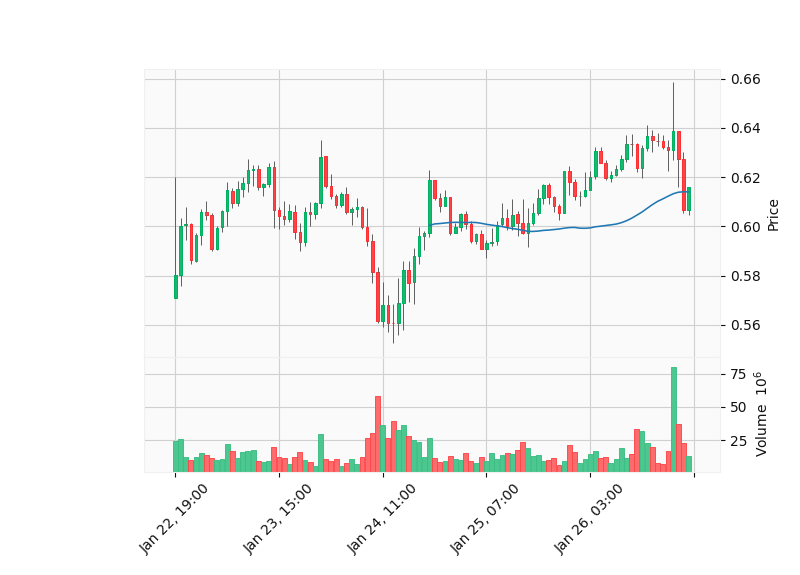 0.66
0.64
0.62
0.60
0.58
0.56
Price
75
50
25
Volume 10⁶
Jan 22, 19:00
Jan 23, 15:00
Jan 24, 11:00
Jan 25, 07:00
Jan 26, 03:00